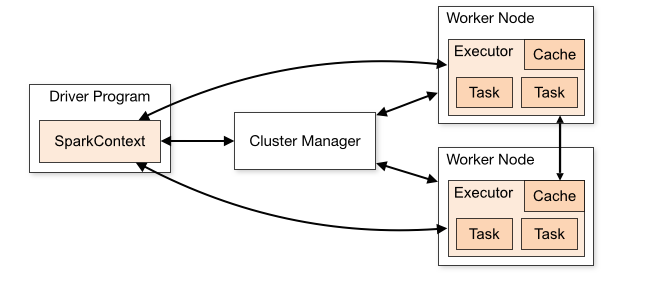 Driver Program
SparkContext
Cluster Manager
Worker Node
Executor
Cache
Task
Task
Worker Node
Executor
Cache
Task
Task